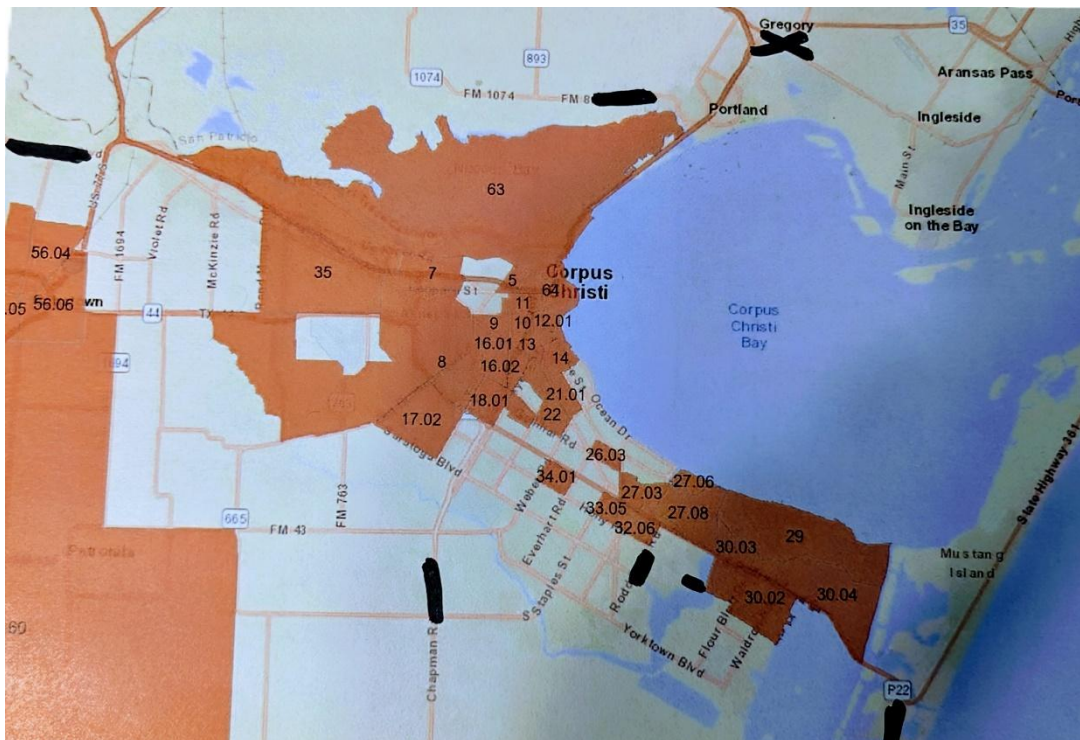 Gregory
35
893
1074
FM 1074
FM 8
Aransas Pass
Portland
Ingleside
San Patricio
Main St
Ingleside
on the Bay
63
56.04
FM 1694
Violet Rd
McKinzie Rd
35
7
5
64
Corpus
Christi
56.06
wn
.05
44
11
9
10
12.01
16.01
13
Corpus
Christi
Bay
8
16.02
14
18.01
21.01
17.02
22
Ocean Dr
Saratoga Blvd
26.03
34.01
27.06
27.03
33.05
27.08
32.06
29
30.03
30.02
30.04
State Highway 361
Mustang
Island
665
FM 763
FM 43
Everhart Rd
S Staples St
Yorktown Blvd
Flour Bl
Waldro
Chapman R
Petronila
P22